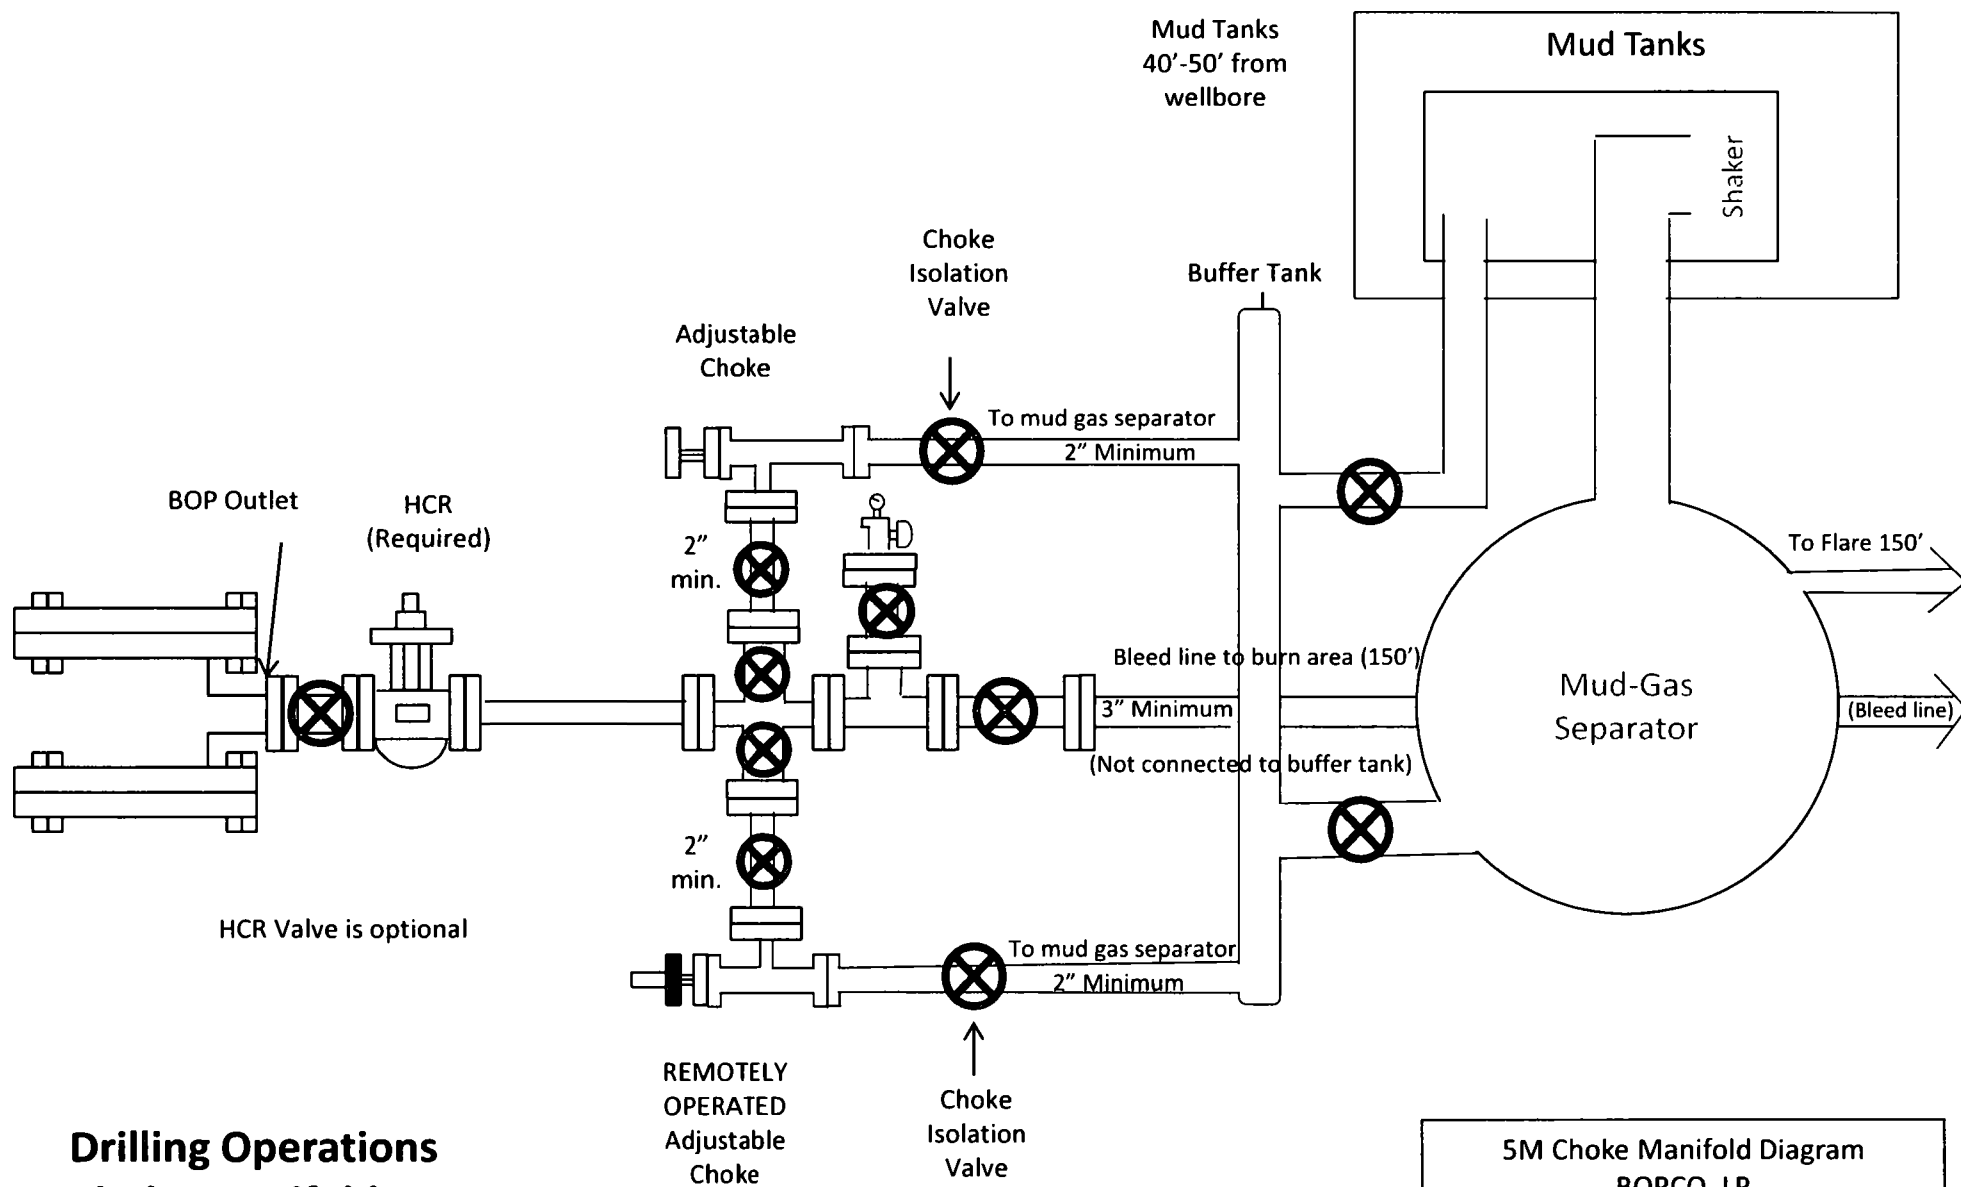 Mud Tanks
40’-50’ from
wellbore
Mud Tanks
Shaker
Choke
Isolation
Valve
Buffer Tank
Adjustable
Choke
To mud gas separator
2” Minimum
BOP Outlet
HCR
(Required)
2”
min.
To Flare 150’
Bleed line to burn area (150’)
3” Minimum
(Not connected to buffer tank)
Mud-Gas
Separator
(Bleed line)
2”
min.
HCR Valve is optional
To mud gas separator
2” Minimum
REMOTELY
OPERATED
Adjustable
Choke
Choke
Isolation
Valve
Drilling Operations
5M Choke Manifold Diagram
BOPCO, LP